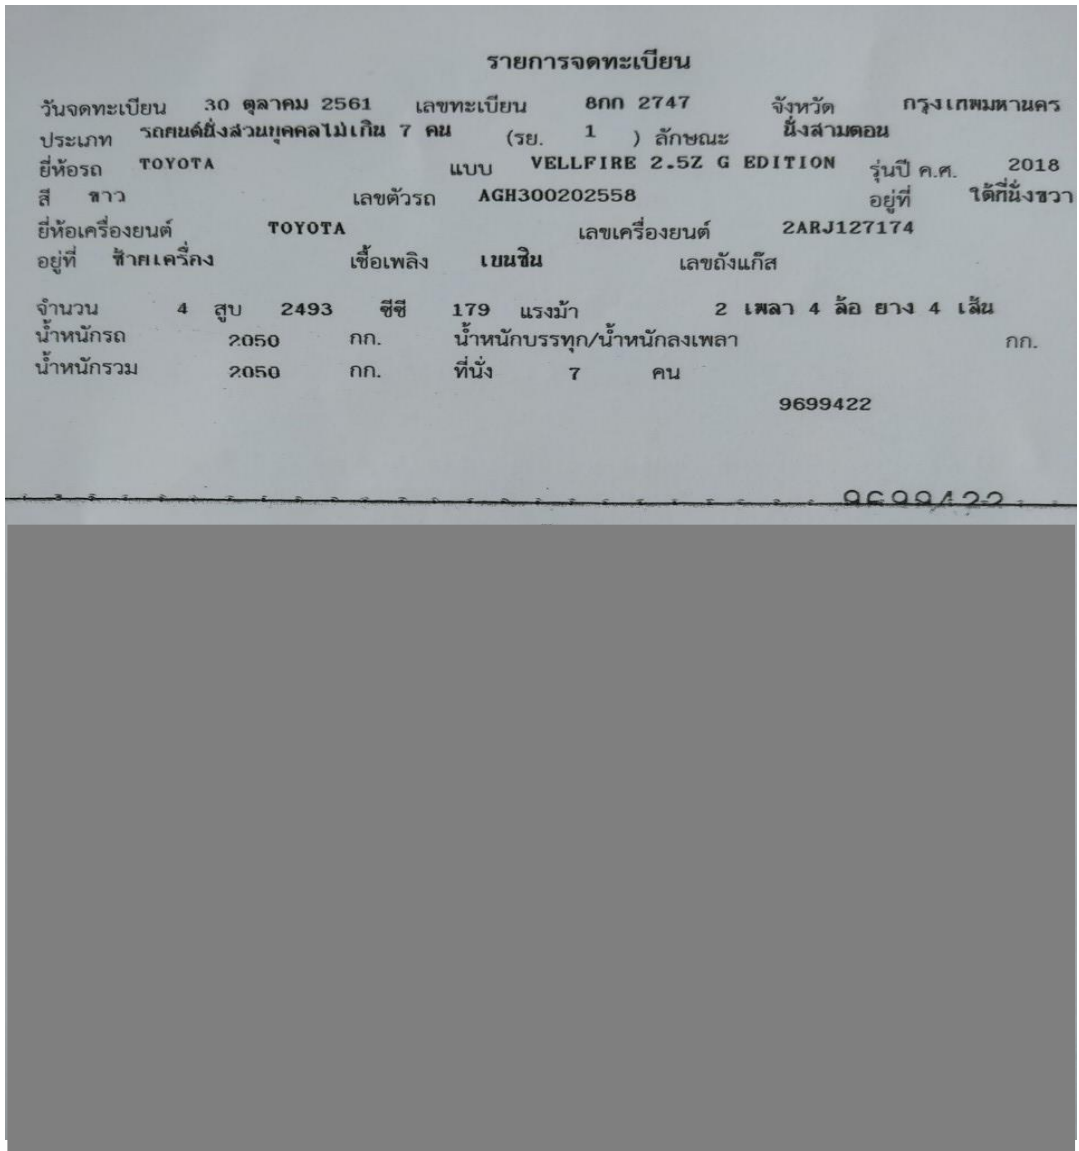 รายการจดทะเบียน
วันจดทะเบียน 30 ตุลาคม 2561 เลขทะเบียน 8กก 2747 จังหวัด กรุงเทพมหานคร
ประเภท รถยนต์นั่งส่วนบุคคลไม่เกิน 7 คน (รย. 1 ) ลักษณะ นั่งสามตอน
ยี่ห้อรถ TOYOTA แบบ VELLFIRE 2.5Z G EDITION รุ่นปี ค.ศ. 2018
สี ขาว เลขตัวรถ AGH300202558 อยู่ที่ ใต้ที่นั่งขวา
ยี่ห้อเครื่องยนต์ TOYOTA เลขเครื่องยนต์ 2ARJ127174
อยู่ที่ ซ้ายเครื่อง เชื้อเพลิง เบนซิน เลขถังแก๊ส
จำนวน 4 สูบ 2493 ซีซี 179 แรงม้า 2 เพลา 4 ล้อ ยาง 4 เส้น
น้ำหนักรถ 2050 กก. น้ำหนักบรรทุก/น้ำหนักลงเพลา กก.
น้ำหนักรวม 2050 กก. ที่นั่ง 7 คน
9699422
9699422